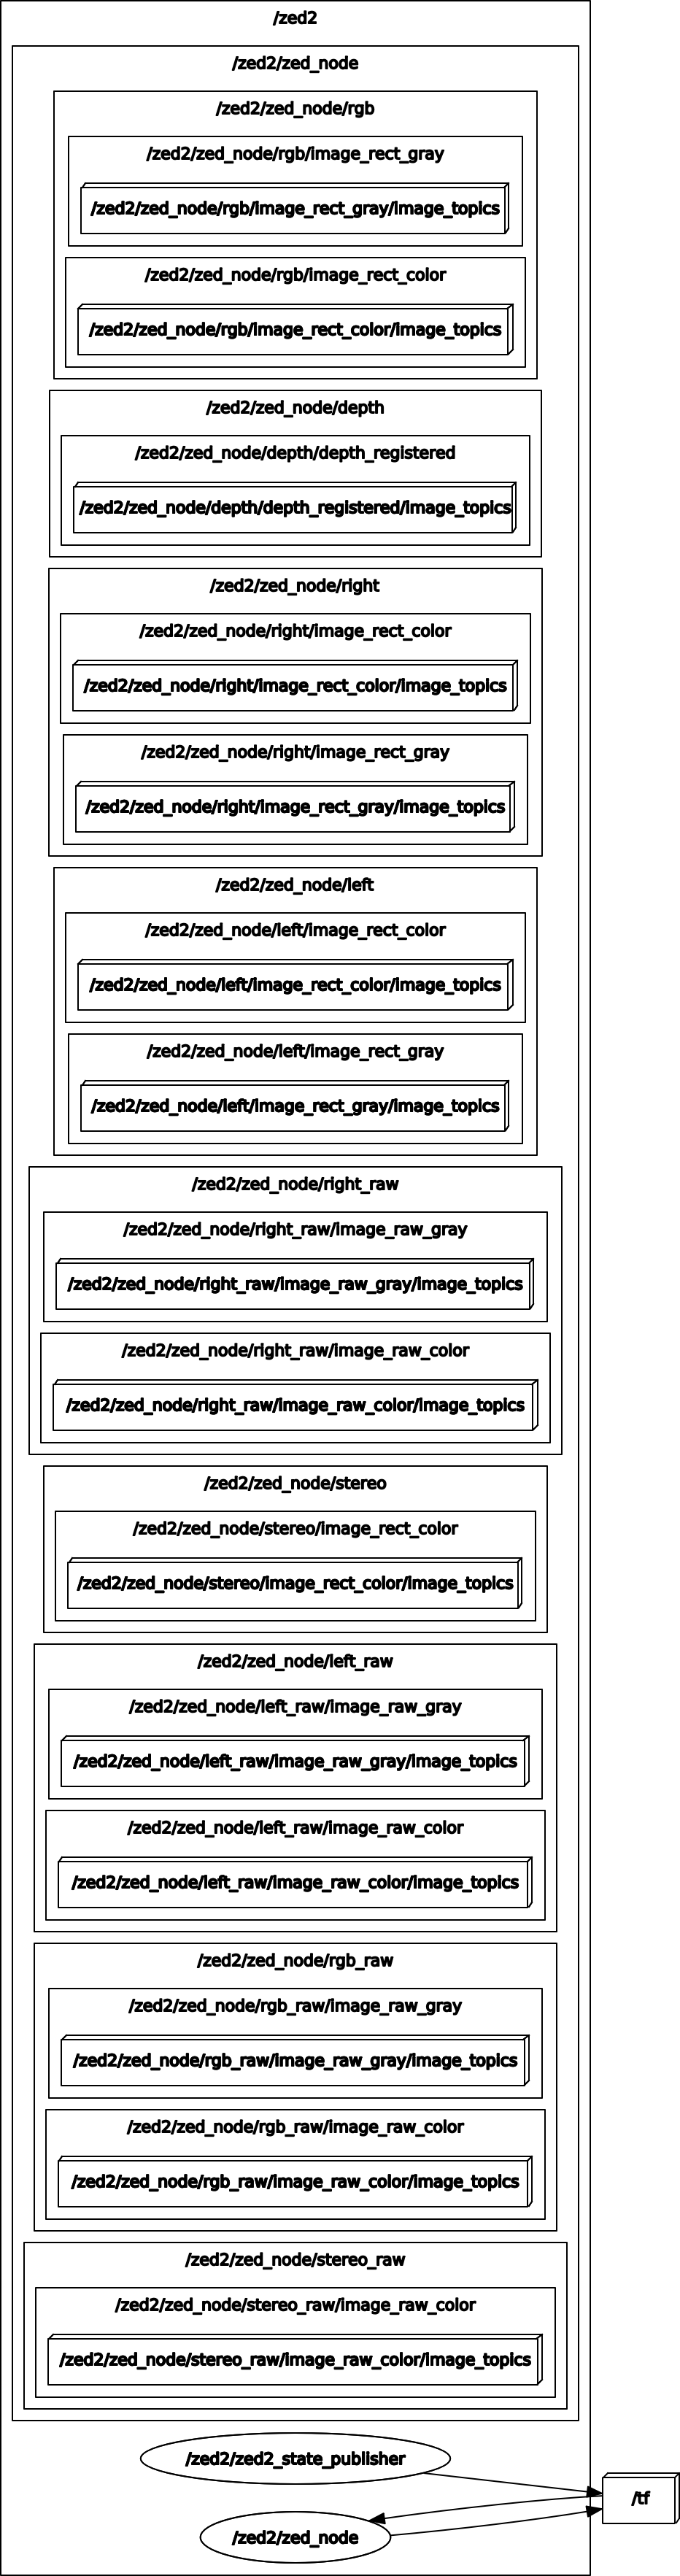 /zed2
/zed2/zed_node
/zed2/zed_node/rgb
/zed2/zed_node/rgb/image_rect_gray
/zed2/zed_node/rgb/image_rect_gray/image_topics
/zed2/zed_node/rgb/image_rect_color
/zed2/zed_node/rgb/image_rect_color/image_topics
/zed2/zed_node/depth
/zed2/zed_node/depth/depth_registered
/zed2/zed_node/depth/depth_registered/image_topics
/zed2/zed_node/right
/zed2/zed_node/right/image_rect_color
/zed2/zed_node/right/image_rect_color/image_topics
/zed2/zed_node/right/image_rect_gray
/zed2/zed_node/right/image_rect_gray/image_topics
/zed2/zed_node/left
/zed2/zed_node/left/image_rect_color
/zed2/zed_node/left/image_rect_color/image_topics
/zed2/zed_node/left/image_rect_gray
/zed2/zed_node/left/image_rect_gray/image_topics
/zed2/zed_node/right_raw
/zed2/zed_node/right_raw/image_raw_gray
/zed2/zed_node/right_raw/image_raw_gray/image_topics
/zed2/zed_node/right_raw/image_raw_color
/zed2/zed_node/right_raw/image_raw_color/image_topics
/zed2/zed_node/stereo
/zed2/zed_node/stereo/image_rect_color
/zed2/zed_node/stereo/image_rect_color/image_topics
/zed2/zed_node/left_raw
/zed2/zed_node/left_raw/image_raw_gray
/zed2/zed_node/left_raw/image_raw_gray/image_topics
/zed2/zed_node/left_raw/image_raw_color
/zed2/zed_node/left_raw/image_raw_color/image_topics
/zed2/zed_node/rgb_raw
/zed2/zed_node/rgb_raw/image_raw_gray
/zed2/zed_node/rgb_raw/image_raw_gray/image_topics
/zed2/zed_node/rgb_raw/image_raw_color
/zed2/zed_node/rgb_raw/image_raw_color/image_topics
/zed2/zed_node/stereo_raw
/zed2/zed_node/stereo_raw/image_raw_color
/zed2/zed_node/stereo_raw/image_raw_color/image_topics
/zed2/zed2_state_publisher
/tf
/zed2/zed_node